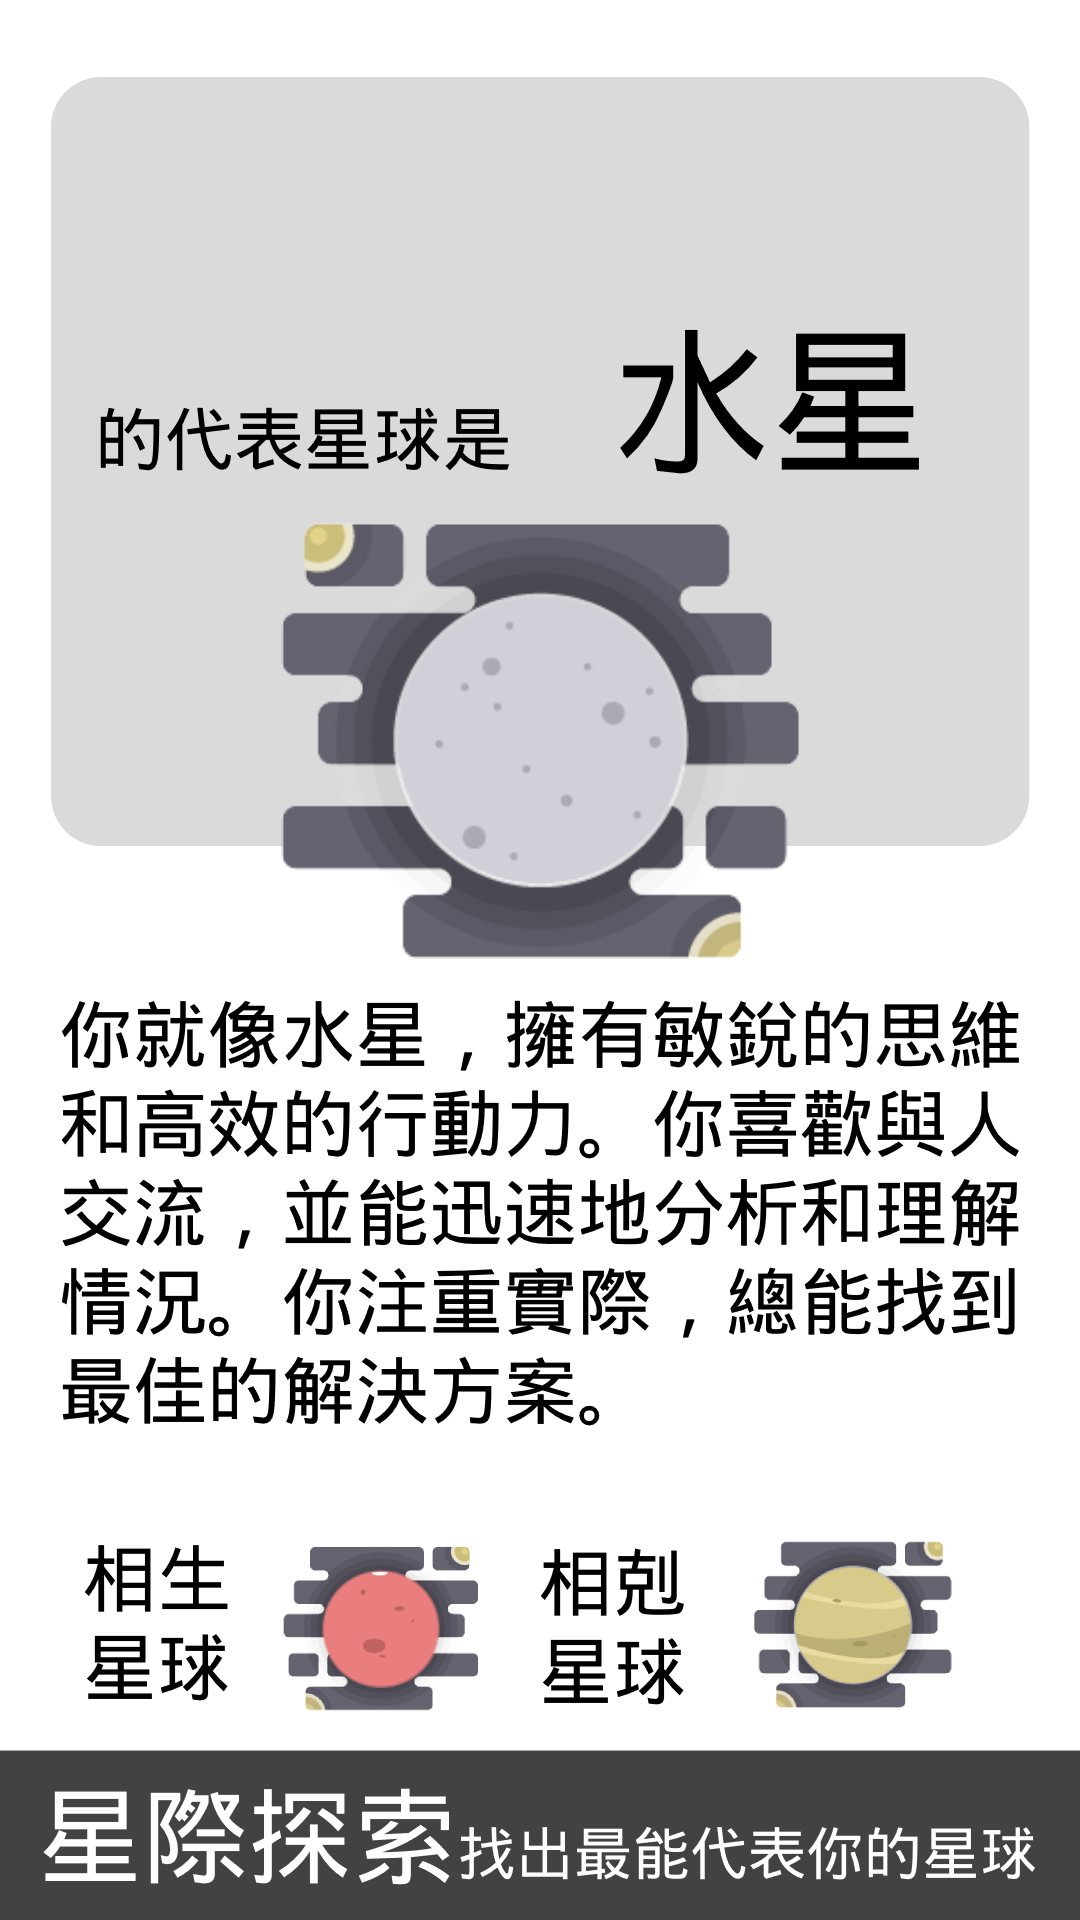 的代表星球是 水星
你就像水星，擁有敏銳的思維
和高效的行動力。你喜歡與人
交流，並能迅速地分析和理解
情況。你注重實際，總能找到
最佳的解決方案。
相生
星球
相剋
星球
星際探索找出最能代表你的星球